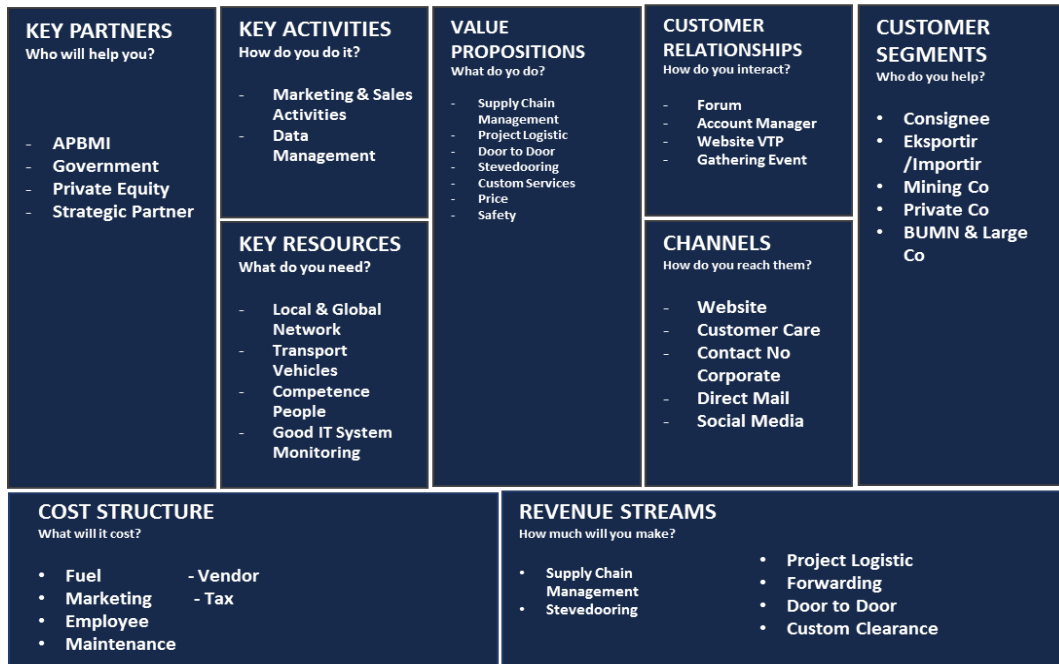 KEY PARTNERS
Who will help you?
- APBMI
- Government
- Private Equity
- Strategic Partner
KEY ACTIVITIES
How do you do it?
- Marketing & Sales
Activities
- Data
Management
KEY RESOURCES
What do you need?
- Local & Global
Network
- Transport
Vehicles
- Competence
People
- Good IT System
Monitoring
VALUE
PROPOSITIONS
What do yo do?
- Supply Chain
Management
- Project Logistic
- Door to Door
- Stevedooring
- Custom Services
- Price
- Safety
CUSTOMER
RELATIONSHIPS
How do you interact?
- Forum
- Account Manager
- Website VTP
- Gathering Event
CHANNELS
How do you reach them?
- Website
- Customer Care
- Contact No
Corporate
- Direct Mail
- Social Media
CUSTOMER
SEGMENTS
Who do you help?
• Consignee
• Eksportir
/Importir
• Mining Co
• Private Co
• BUMN & Large
Co
COST STRUCTURE
What will it cost?
• Fuel - Vendor
• Marketing - Tax
• Employee
• Maintenance
REVENUE STREAMS
How much will you make?
• Supply Chain
Management
• Stevedooring
• Project Logistic
• Forwarding
• Door to Door
• Custom Clearance